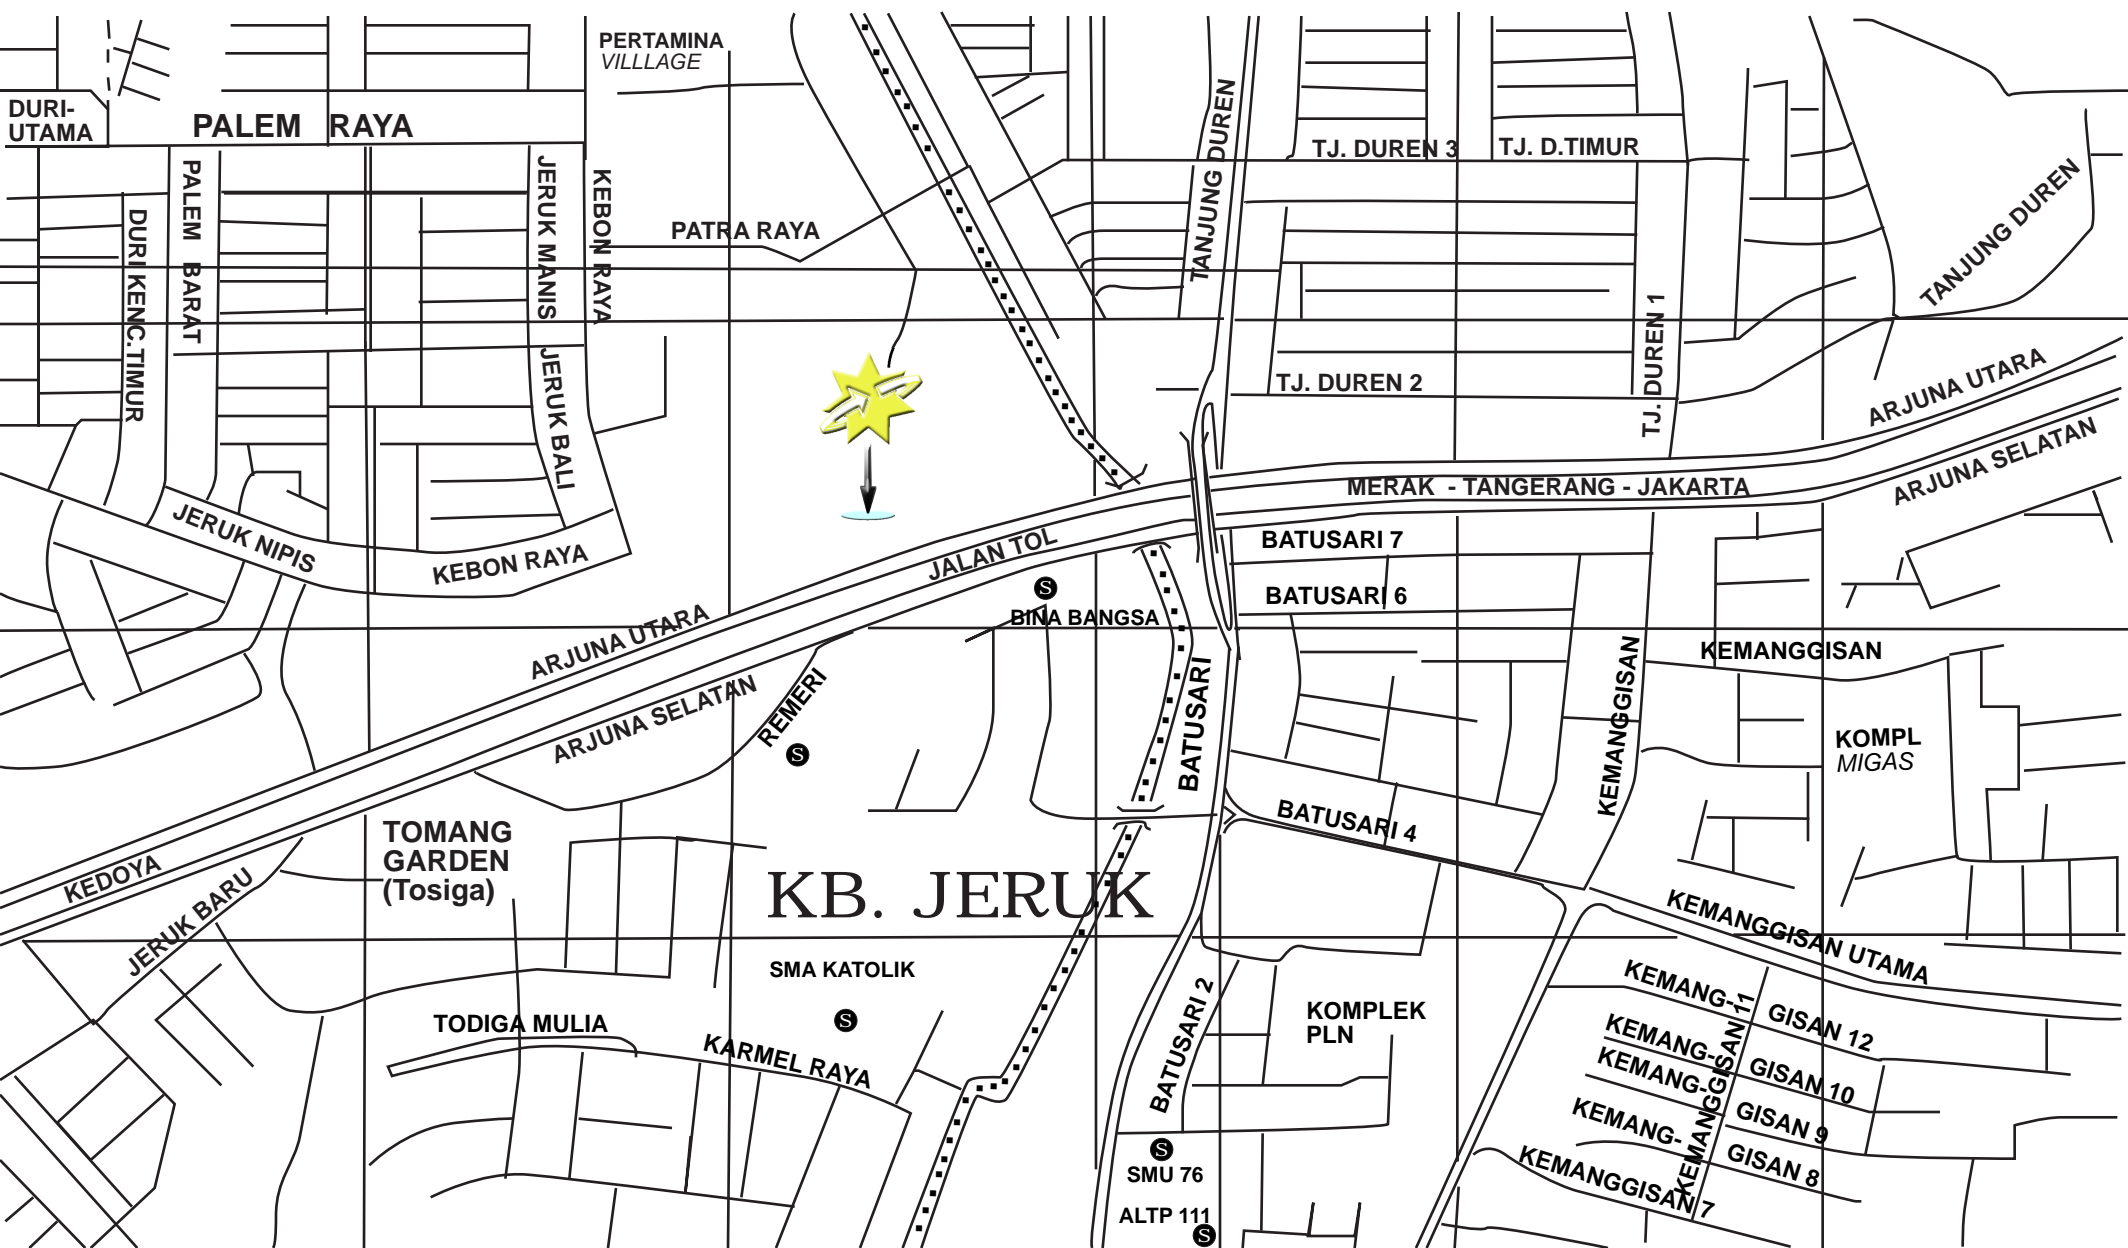 PERTAMINA
VILLLAGE
DURI-
UTAMA
PALEM RAYA
PALEM BARAT
DURI KENC.TIMUR
JERUK MANIS
KEBON RAYA
JERUK BALI
PATRA RAYA
TANJUNG DUREN
TANJUNG DUREN
TJ. DUREN 3
TJ. D.TIMUR
TANJUNG DUREN
TJ. DUREN 1
TJ. DUREN 2
ARJUNA UTARA
ARJUNA SELATAN
MERAK - TANGERANG - JAKARTA
JERUK NIPIS
KEBON RAYA
JALAN TOL
BATUSARI 7
BATUSARI 6
S
BINA BANGSA
ARJUNA UTARA
ARJUNA SELATAN
REMERI
S
BATUSARI
KEMANGGISAN
KEMANGGISAN
KOMPL
MIGAS
BATUSARI 4
TOMANG
GARDEN
(Tosiga)
KEDOYA
JERUK BARU
KB. JERUK
KEMANGGISAN UTAMA
SMA KATOLIK
S
TODIGA MULIA
KARMEL RAYA
BATUSARI 2
KOMPLEK
PLN
KEMANG-
GISAN 12
KEMANG-
GISAN 10
KEMANG-
GISAN 9
KEMANG-
GISAN 8
KEMANGGISAN 11
KEMANGGISAN 7
S
SMU 76
ALTP 111
S